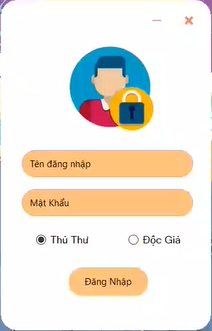 Tên đăng nhập
Mật Khẩu
Thủ Thư Độc Giả
Đăng Nhập